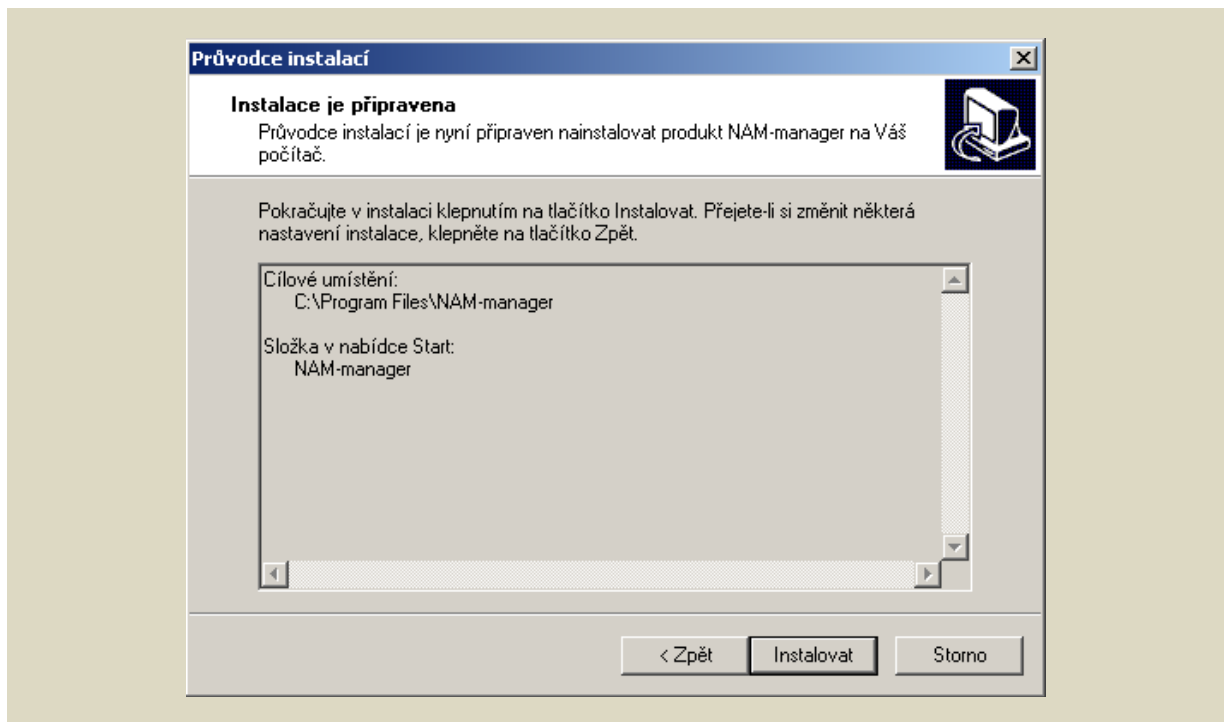 Průvodce instalací
Instalace je připravena
Průvodce instalací je nyní připraven nainstalovat produkt NAM-manager na Váš
počítač.
Pokračujte v instalaci klepnutím na tlačítko Instalovat. Přejete-li si změnit některá
nastavení instalace, klepněte na tlačítko Zpět.
Cílové umístění:
C:\Program Files\NAM-manager
Složka v nabídce Start:
NAM-manager
< Zpět
Instalovat
Storno